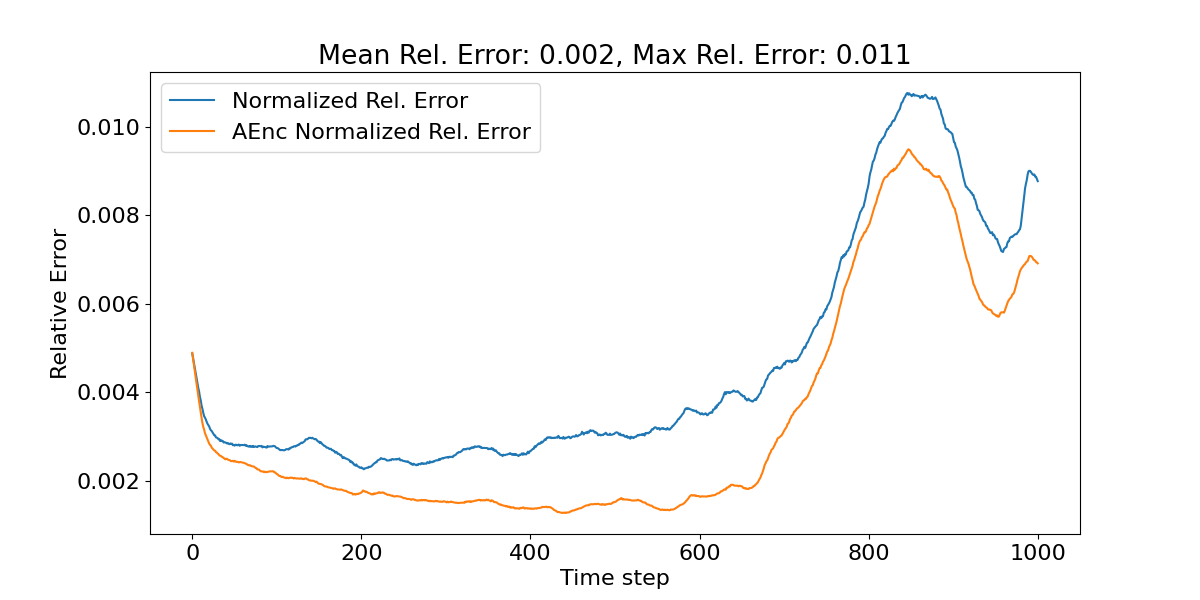 Mean Rel. Error: 0.002, Max Rel. Error: 0.011
Normalized Rel. Error
AEnc Normalized Rel. Error
0.010
0.008
0.006
0.004
0.002
Relative Error
0 200 400 600 800 1000
Time step